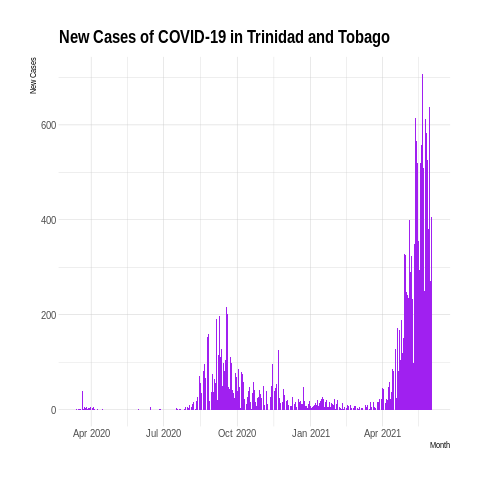 New Cases of COVID-19 in Trinidad and Tobago
New Cases
600
400
200
0
Apr 2020 Jul 2020 Oct 2020 Jan 2021 Apr 2021
Month